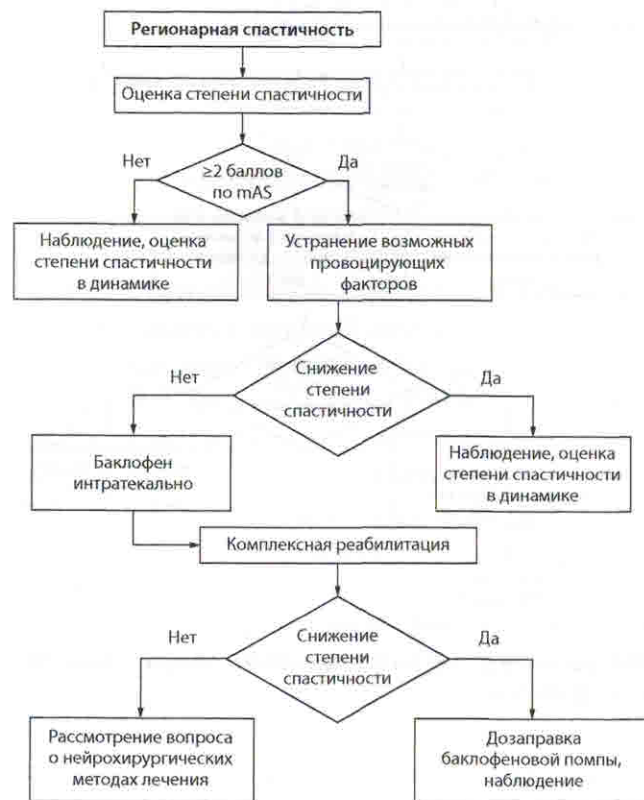 Регионарная спастичность
Оценка степени спастичности
Нет
Да
≥2 баллов
по mAS
Наблюдение, оценка
степени спастичности
в динамике
Устранение возможных
провоцирующих
факторов
Нет
Снижение
степени
спастичности
Да
Баклофен
интратекально
Наблюдение, оценка
степени спастичности
в динамике
Комплексная реабилитация
Нет
Снижение
степени
спастичности
Да
Рассмотрение вопроса
о нейрохирургических
методах лечения
Дозаправка
баклофеновой помпы,
наблюдение